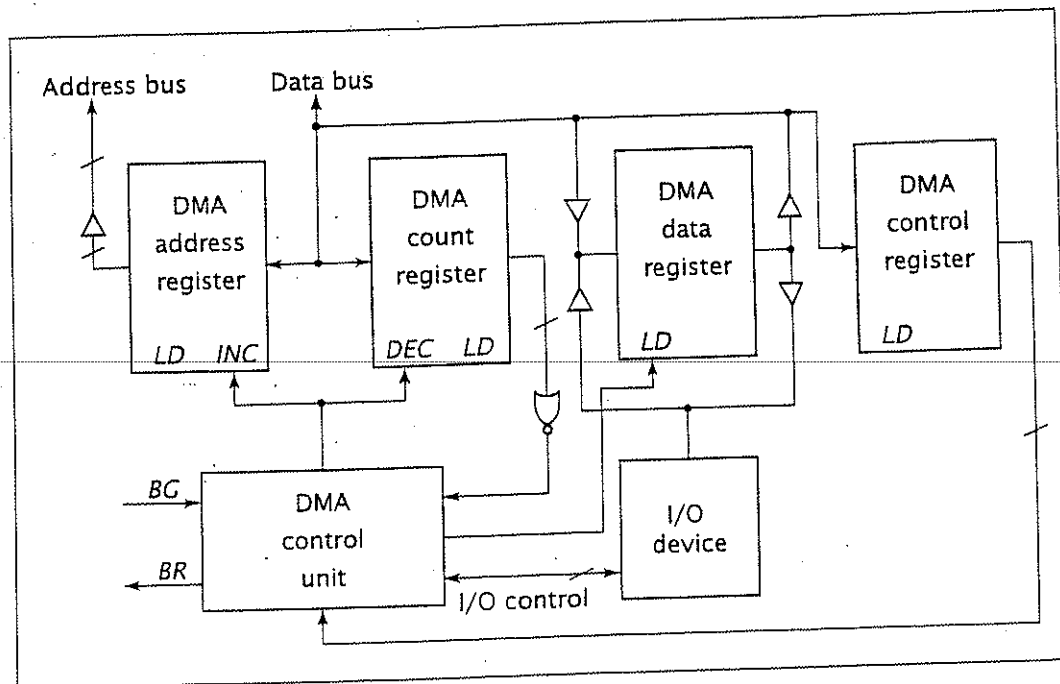 Address bus
Data bus
DMA
address
register
LD INC
DMA
count
register
DEC LD
DMA
data
register
LD
DMA
control
register
LD
BG
BR
DMA
control
unit
I/O control
I/O
device